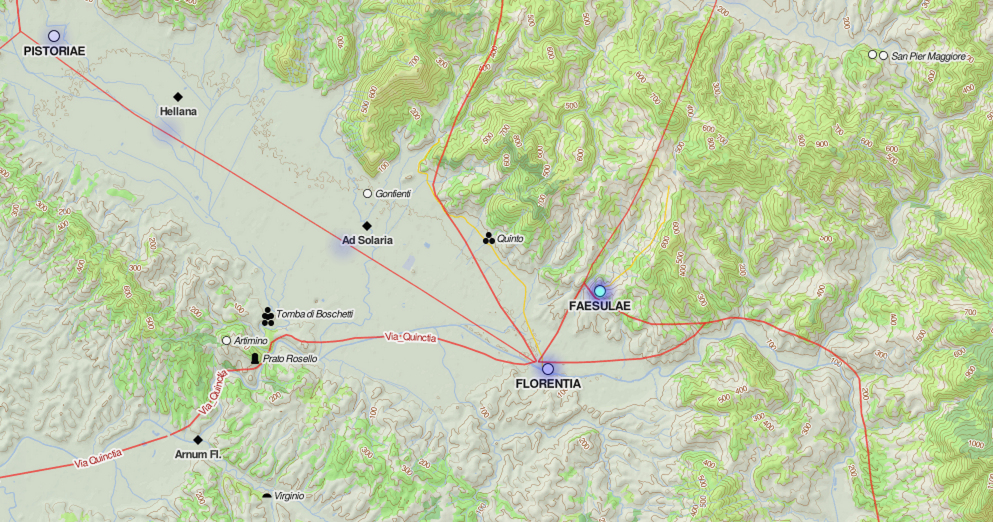 PISTORIAE
San Pier Maggiore
Hellana
Gonfienti
Ad Solaria
Quinto
FAESULAE
Tomba di Boschetti
Artimino
Via Quinctia
Prato Rosello
FLORENTIA
Via Quinctia
Arnum Fl.
Via Quinctia
Virginio